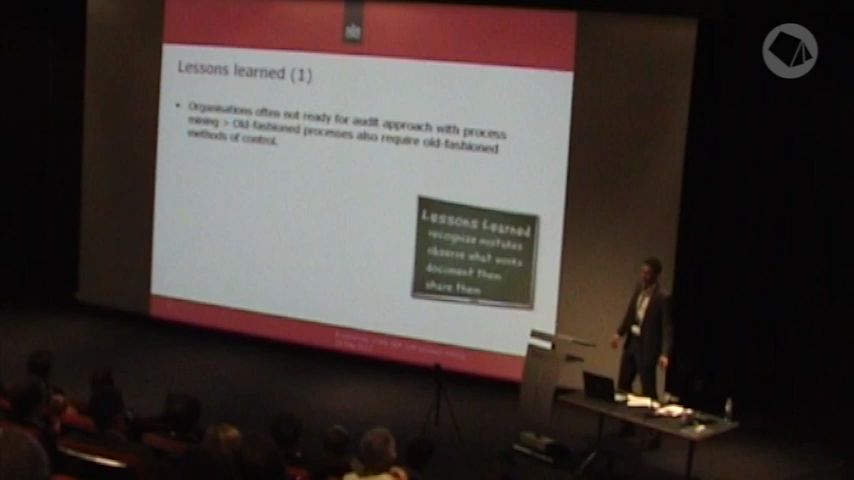 Lessons learned (1)
• Organisations often not ready for audit approach with process
mining > Old-fashioned processes also require old-fashioned
methods of control.
Lessons Learned
recognize mistakes
observe what works
document them
share them